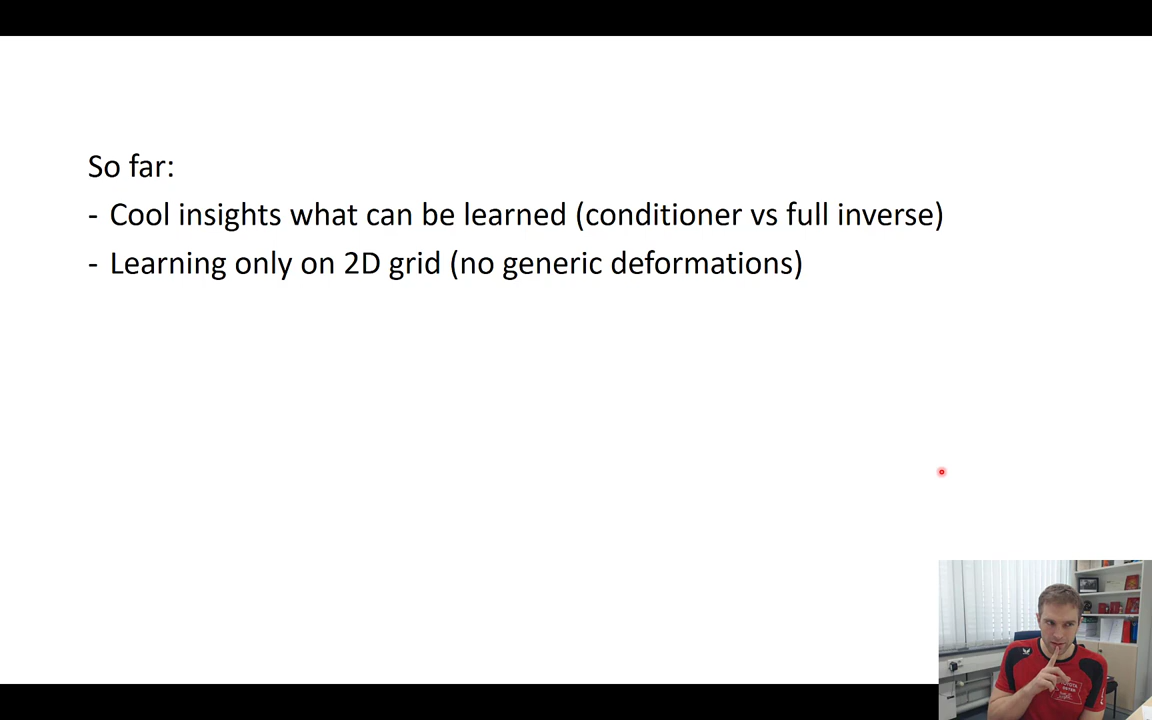 So far:
- Cool insights what can be learned (conditioner vs full inverse)
- Learning only on 2D grid (no generic deformations)